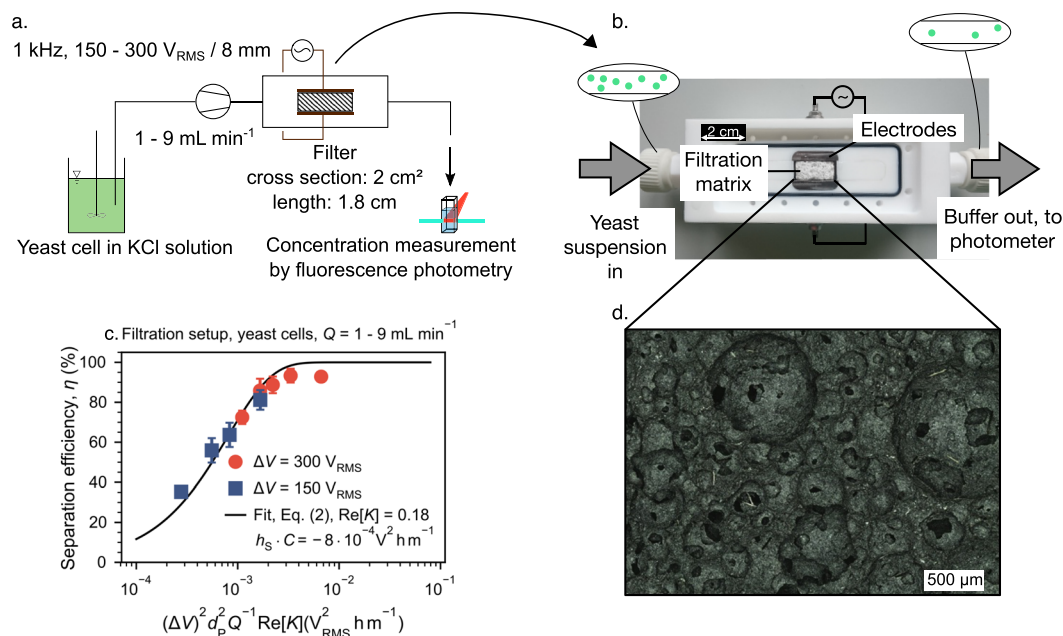 a.
1 kHz, 150 - 300 V_RMS / 8 mm
1 - 9 mL min⁻¹
Filter
cross section: 2 cm²
length: 1.8 cm
Yeast cell in KCl solution
Concentration measurement
by fluorescence photometry
b.
2 cm
Electrodes
Filtration
matrix
Yeast
suspension
in
Buffer out, to
photometer
c. Filtration setup, yeast cells, Q = 1 - 9 mL min⁻¹
Separation efficiency, η (%)
100
80
60
40
20
0
ΔV = 300 V_RMS
ΔV = 150 V_RMS
Fit, Eq. (2), Re[K] = 0.18
h_S · C = −8 · 10⁻⁴ V² h m⁻¹
10⁻⁴ 10⁻³ 10⁻² 10⁻¹
(ΔV)² d_P² Q⁻¹ Re[K] (V²_RMS h m⁻¹)
d.
500 µm